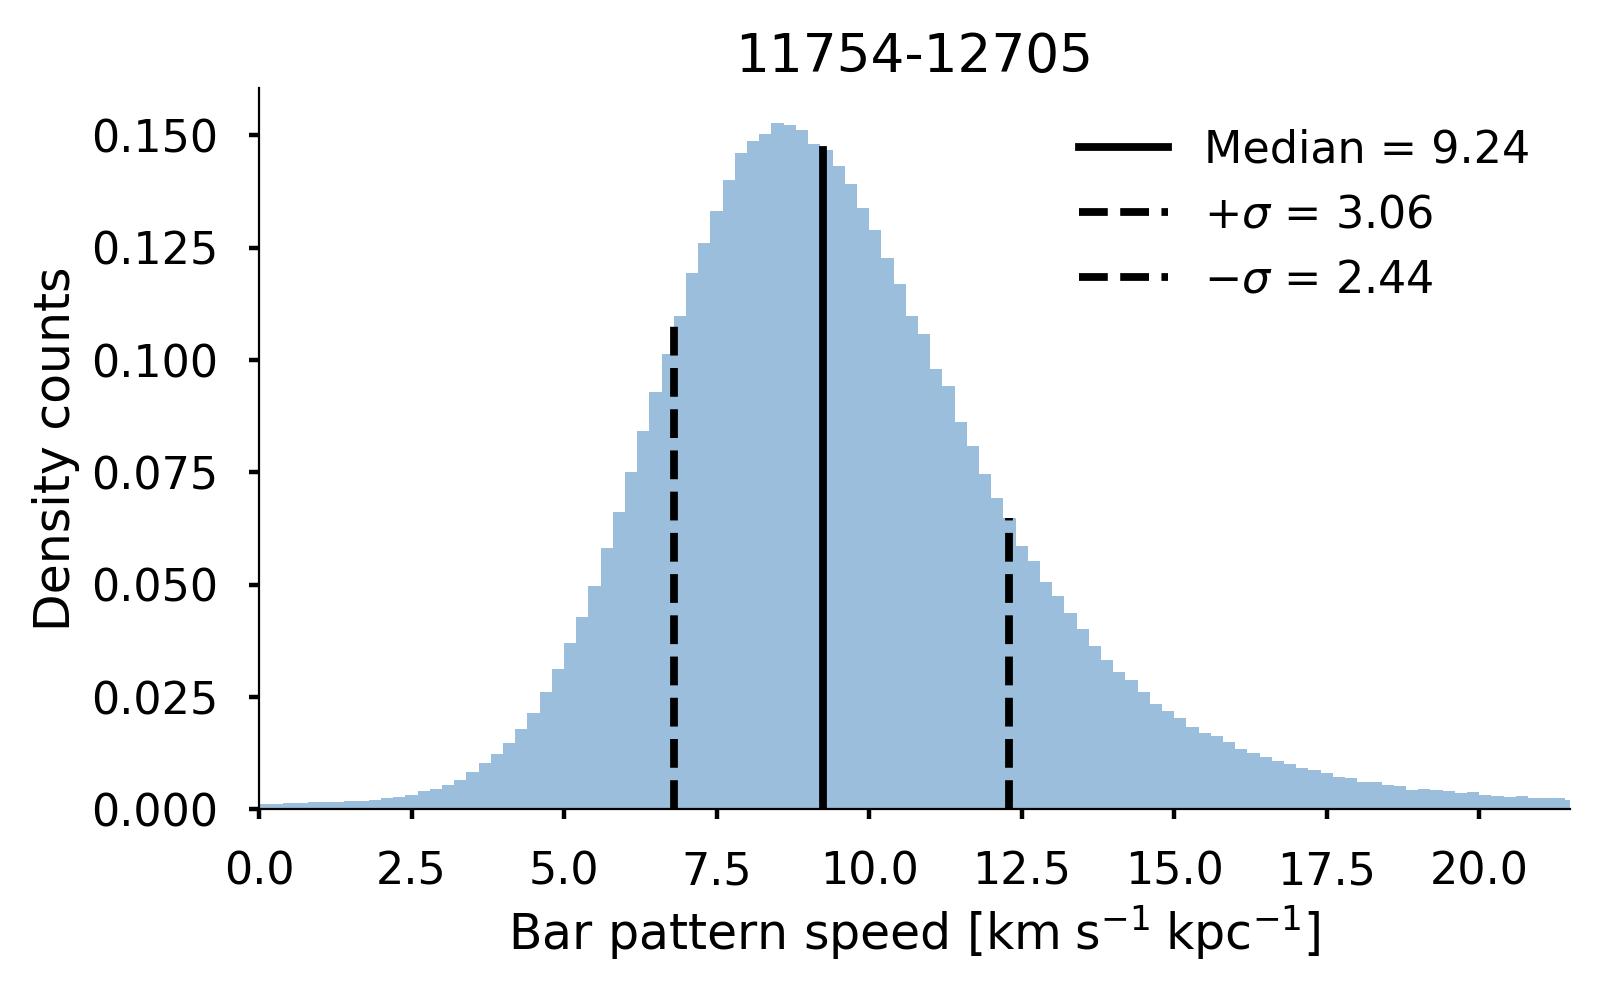 11754-12705
Median = 9.24
+σ = 3.06
−σ = 2.44
Density counts
0.150
0.125
0.100
0.075
0.050
0.025
0.000
0.0 2.5 5.0 7.5 10.0 12.5 15.0 17.5 20.0
Bar pattern speed [km s⁻¹ kpc⁻¹]